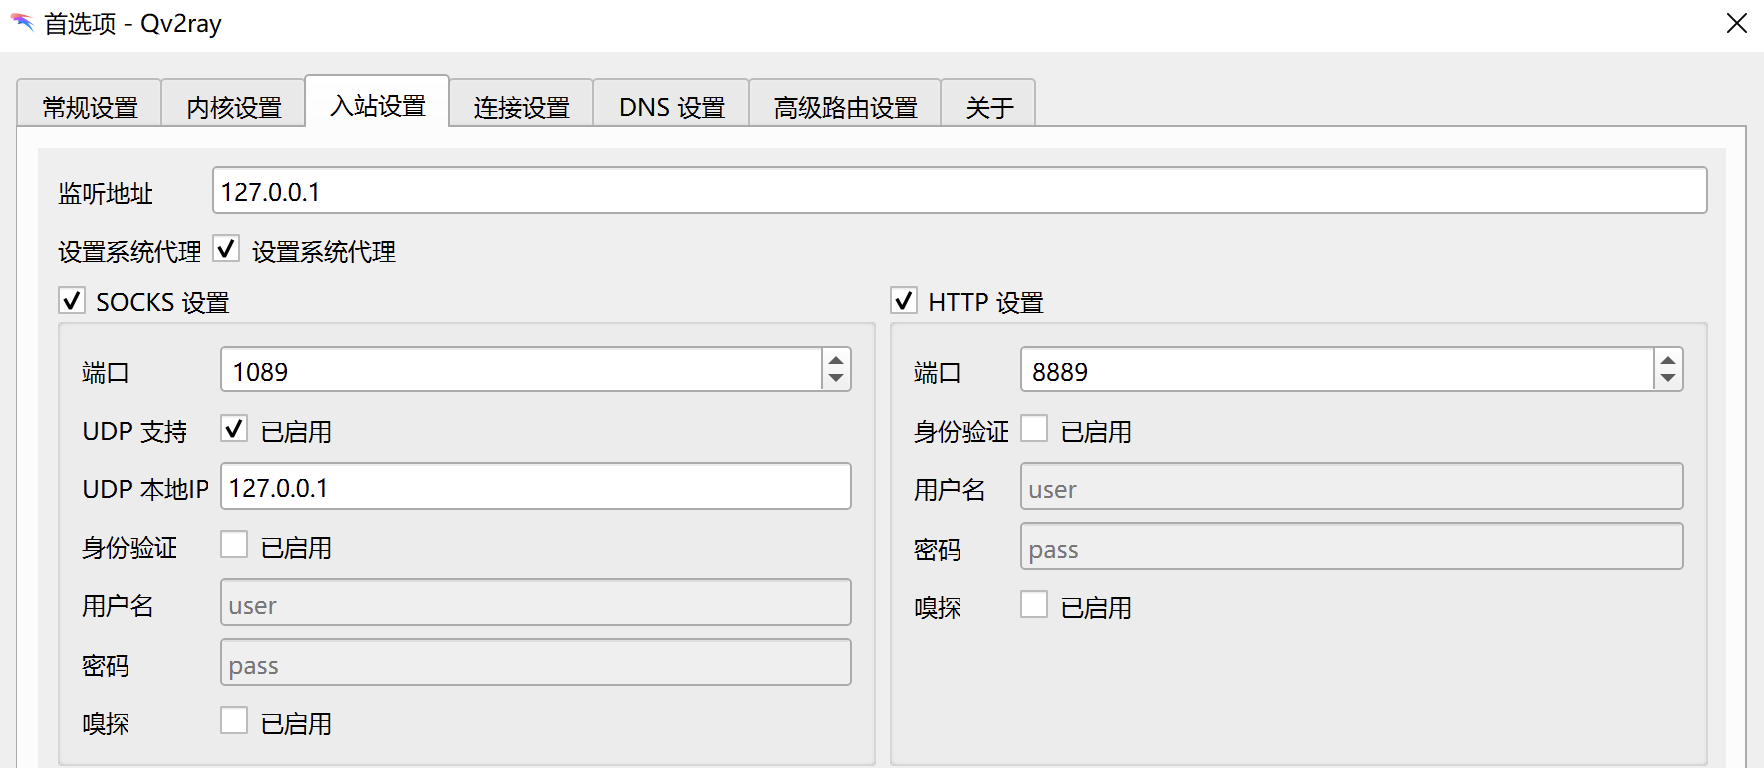 首选项 - Qv2ray
常规设置 内核设置 入站设置 连接设置 DNS 设置 高级路由设置 关于
监听地址 127.0.0.1
设置系统代理 设置系统代理
SOCKS 设置
端口 1089
UDP 支持 已启用
UDP 本地IP 127.0.0.1
身份验证 已启用
用户名 user
密码 pass
嗅探 已启用
HTTP 设置
端口 8889
身份验证 已启用
用户名 user
密码 pass
嗅探 已启用